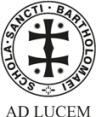 SCHOLA · SANCTI · BARTHOLOMAEI
AD LUCEM